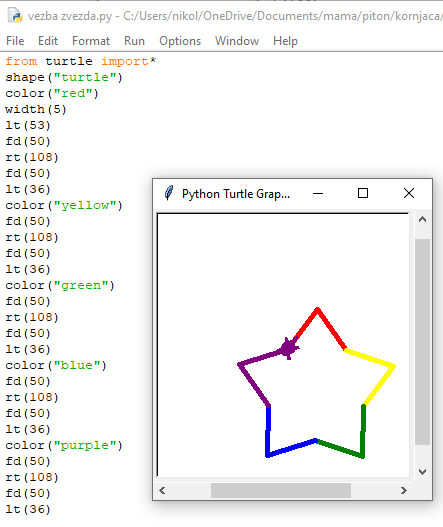 vezba zvezda.py - C:/Users/nikol/OneDrive/Documents/mama/piton/kornjaca/
File Edit Format Run Options Window Help
from turtle import*
shape("turtle")
color("red")
width(5)
lt(53)
fd(50)
rt(108)
fd(50)
lt(36)
color("yellow")
fd(50)
rt(108)
fd(50)
lt(36)
color("green")
fd(50)
rt(108)
fd(50)
lt(36)
color("blue")
fd(50)
rt(108)
fd(50)
lt(36)
color("purple")
fd(50)
rt(108)
fd(50)
lt(36)
Python Turtle Grap...